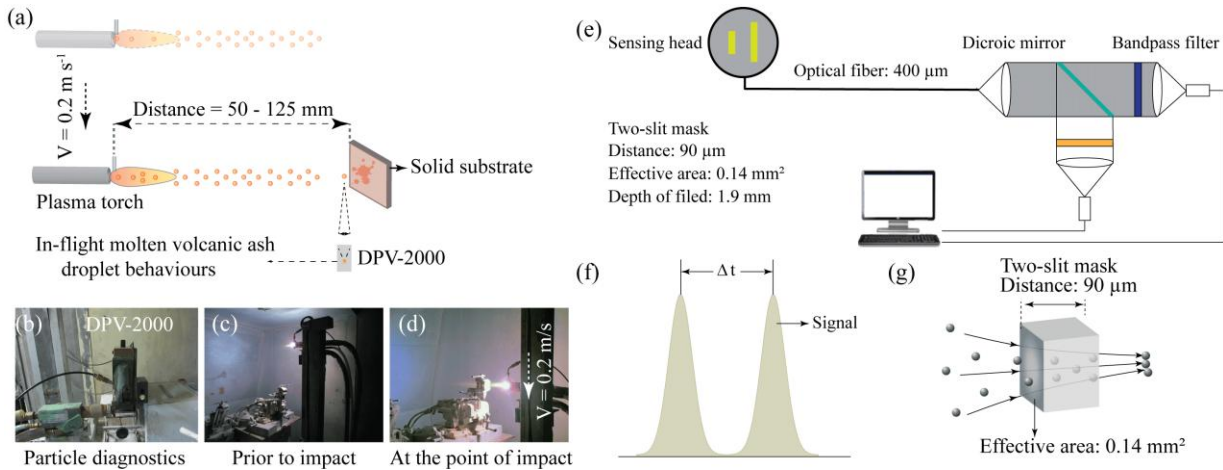 (a)
V = 0.2 m s⁻¹
Distance = 50 - 125 mm
Solid substrate
Plasma torch
In-flight molten volcanic ash
droplet behaviours
DPV-2000
(b)
DPV-2000
(c)
(d)
V = 0.2 m/s
Particle diagnostics
Prior to impact
At the point of impact
(e)
Sensing head
Dicroic mirror
Bandpass filter
Optical fiber: 400 µm
Two-slit mask
Distance: 90 µm
Effective area: 0.14 mm²
Depth of filed: 1.9 mm
(f)
Δt
Signal
(g)
Two-slit mask
Distance: 90 µm
Effective area: 0.14 mm²